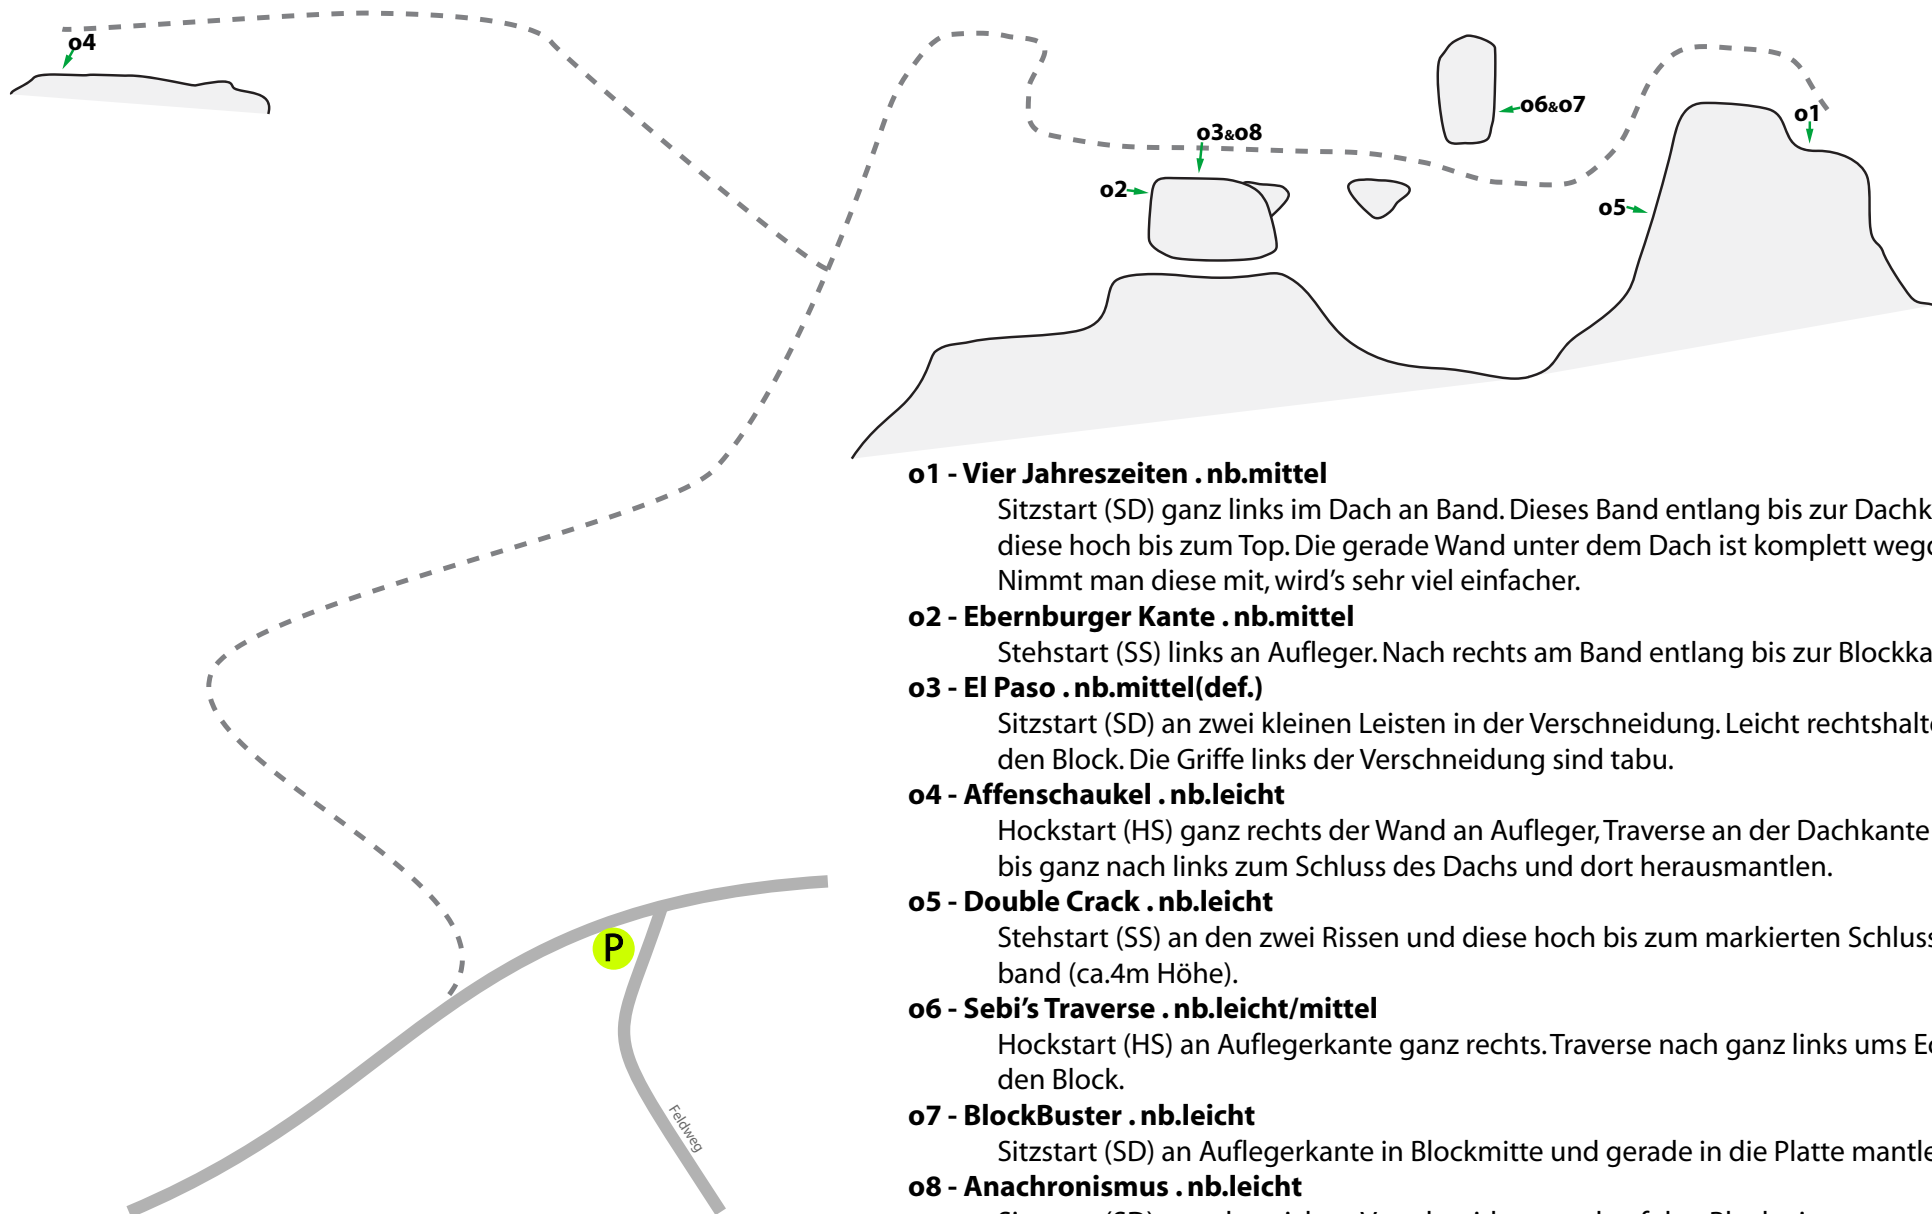 o4
o3&o8
o2
o6&o7
o1
o5
o1 - Vier Jahreszeiten . nb.mittel
Sitzstart (SD) ganz links im Dach an Band. Dieses Band entlang bis zur Dachk
diese hoch bis zum Top. Die gerade Wand unter dem Dach ist komplett weg
Nimmt man diese mit, wird's sehr viel einfacher.
o2 - Ebernburger Kante . nb.mittel
Stehstart (SS) links an Aufleger. Nach rechts am Band entlang bis zur Blockka
o3 - El Paso . nb.mittel(def.)
Sitzstart (SD) an zwei kleinen Leisten in der Verschneidung. Leicht rechtshalt
den Block. Die Griffe links der Verschneidung sind tabu.
o4 - Affenschaukel . nb.leicht
Hockstart (HS) ganz rechts der Wand an Aufleger, Traverse an der Dachkante
bis ganz nach links zum Schluss des Dachs und dort herausmantlen.
o5 - Double Crack . nb.leicht
Stehstart (SS) an den zwei Rissen und diese hoch bis zum markierten Schluss
band (ca.4m Höhe).
o6 - Sebi's Traverse . nb.leicht/mittel
Hockstart (HS) an Auflegerkante ganz rechts. Traverse nach ganz links ums E
den Block.
o7 - BlockBuster . nb.leicht
Sitzstart (SD) an Auflegerkante in Blockmitte und gerade in die Platte mantle
o8 - Anachronismus . nb.leicht
P
Feldweg